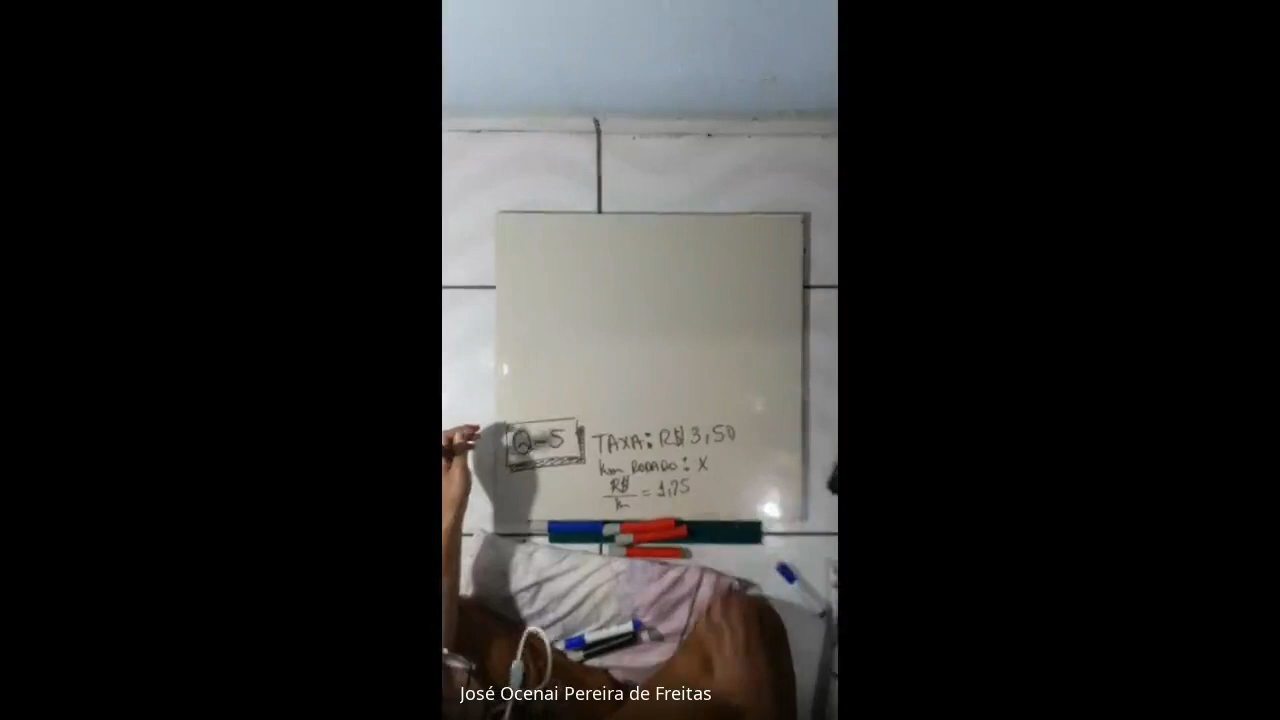 Q-5
TAXA: R$ 3,50
km RODADO: X
R$
km
= 1,75
José Ocenai Pereira de Freitas